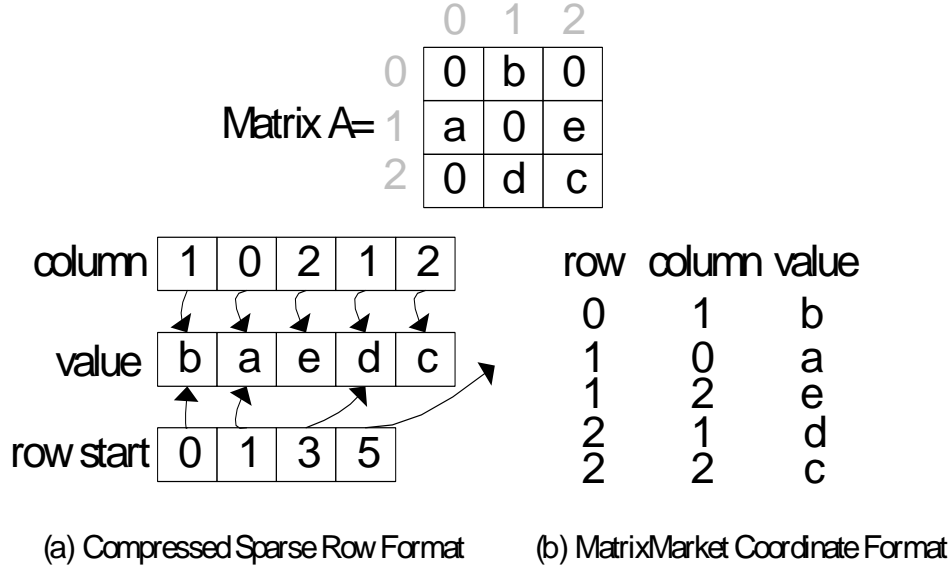 0 1 2
0 0 b 0
Matrix A= 1 a 0 e
2 0 d c
column 1 0 2 1 2
value b a e d c
row start 0 1 3 5
(a) Compressed Sparse Row Format
row column value
0 1 b
1 0 a
1 2 e
2 1 d
2 2 c
(b) MatrixMarket Coordinate Format